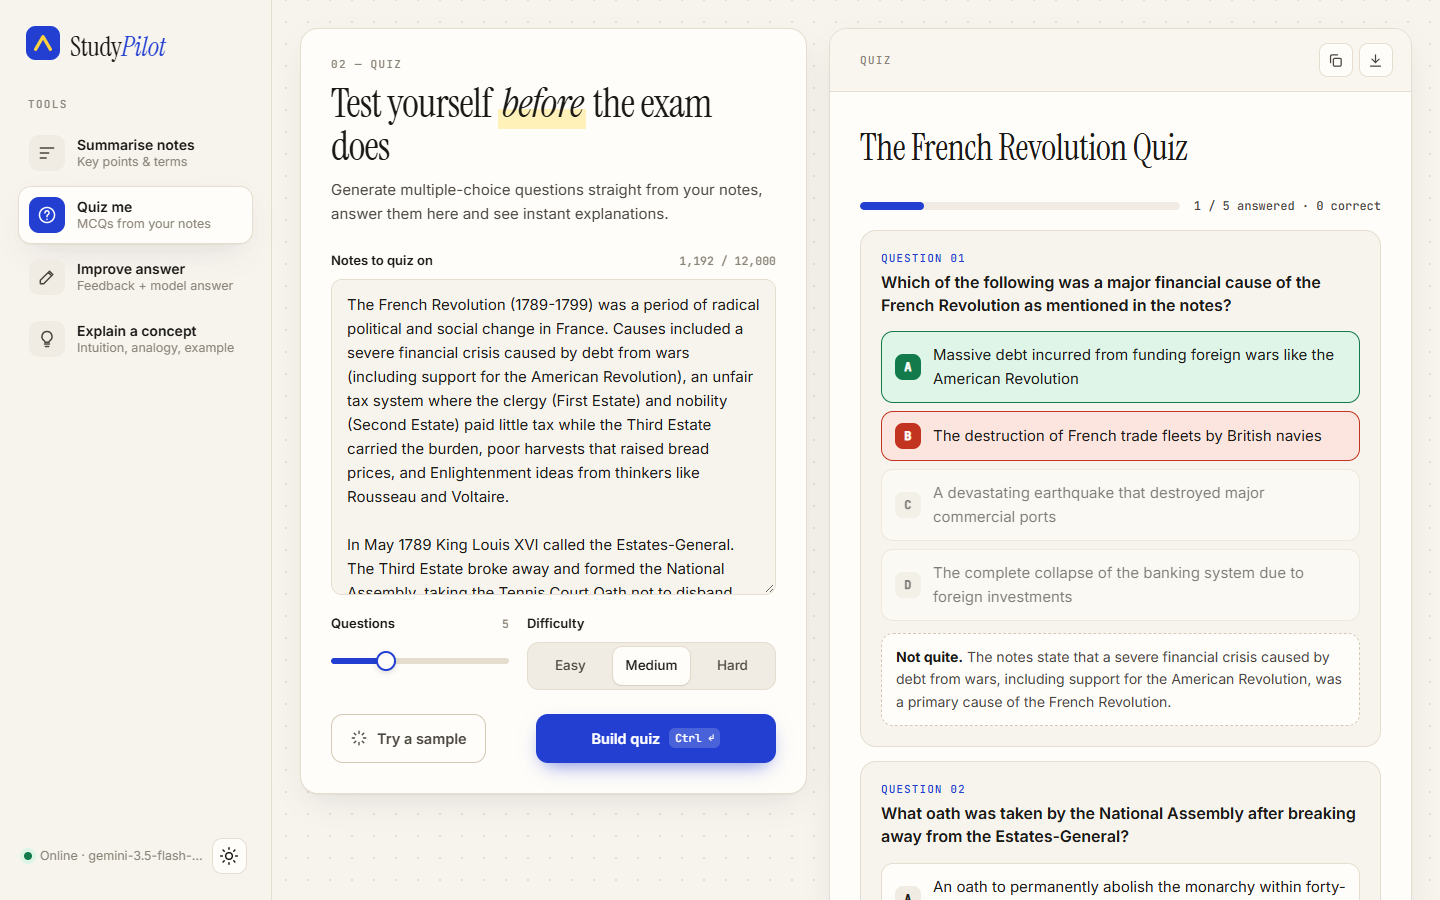 StudyPilot
TOOLS
Summarise notes
Key points & terms
Quiz me
MCQs from your notes
Improve answer
Feedback + model answer
Explain a concept
Intuition, analogy, example
Online · gemini-3.5-flash-...
02 — QUIZ
Test yourself before the exam
does
Generate multiple-choice questions straight from your notes,
answer them here and see instant explanations.
Notes to quiz on
1,192 / 12,000
The French Revolution (1789-1799) was a period of radical
political and social change in France. Causes included a
severe financial crisis caused by debt from wars
(including support for the American Revolution), an unfair
tax system where the clergy (First Estate) and nobility
(Second Estate) paid little tax while the Third Estate
carried the burden, poor harvests that raised bread
prices, and Enlightenment ideas from thinkers like
Rousseau and Voltaire.
In May 1789 King Louis XVI called the Estates-General.
The Third Estate broke away and formed the National
Assembly, taking the Tennis Court Oath not to disband
Questions
5
Difficulty
Easy
Medium
Hard
Try a sample
Build quiz Ctrl ↲
QUIZ
The French Revolution Quiz
1 / 5 answered · 0 correct
QUESTION 01
Which of the following was a major financial cause of the
French Revolution as mentioned in the notes?
A
Massive debt incurred from funding foreign wars like the
American Revolution
B
The destruction of French trade fleets by British navies
C
A devastating earthquake that destroyed major
commercial ports
D
The complete collapse of the banking system due to
foreign investments
Not quite. The notes state that a severe financial crisis caused by
debt from wars, including support for the American Revolution, was
a primary cause of the French Revolution.
QUESTION 02
What oath was taken by the National Assembly after breaking
away from the Estates-General?
A
An oath to permanently abolish the monarchy within forty-